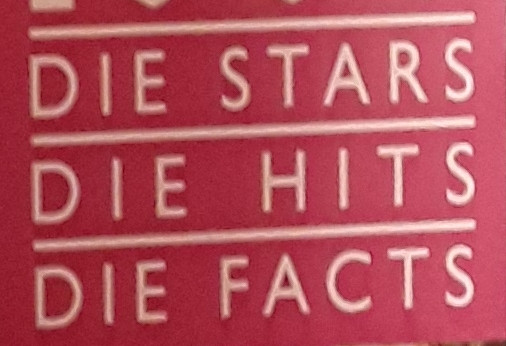 DIE STARS
DIE HITS
DIE FACTS